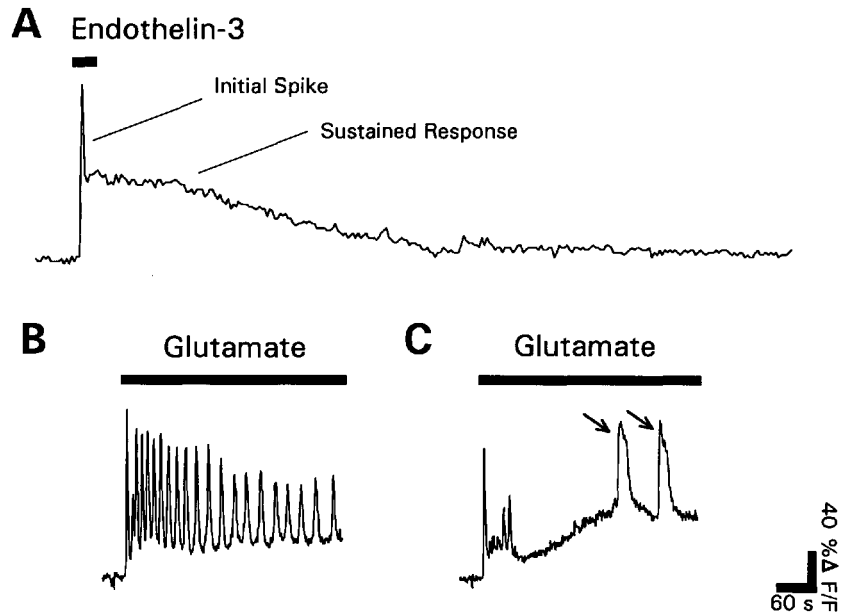 A Endothelin-3
Initial Spike
Sustained Response
B
Glutamate
C
Glutamate
40 %Δ F/F
60 s